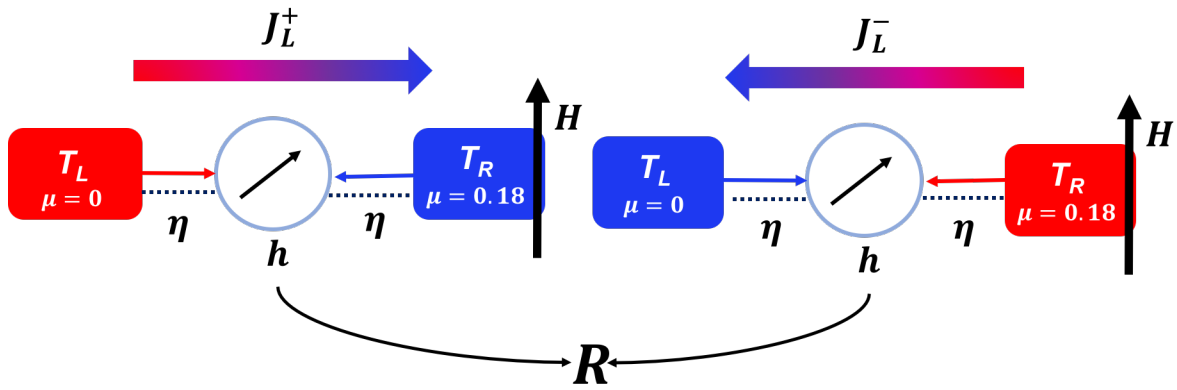 J_L^+
T_L
μ = 0
η
h
η
T_R
μ = 0.18
H
J_L^-
T_L
μ = 0
η
h
η
T_R
μ = 0.18
H
R